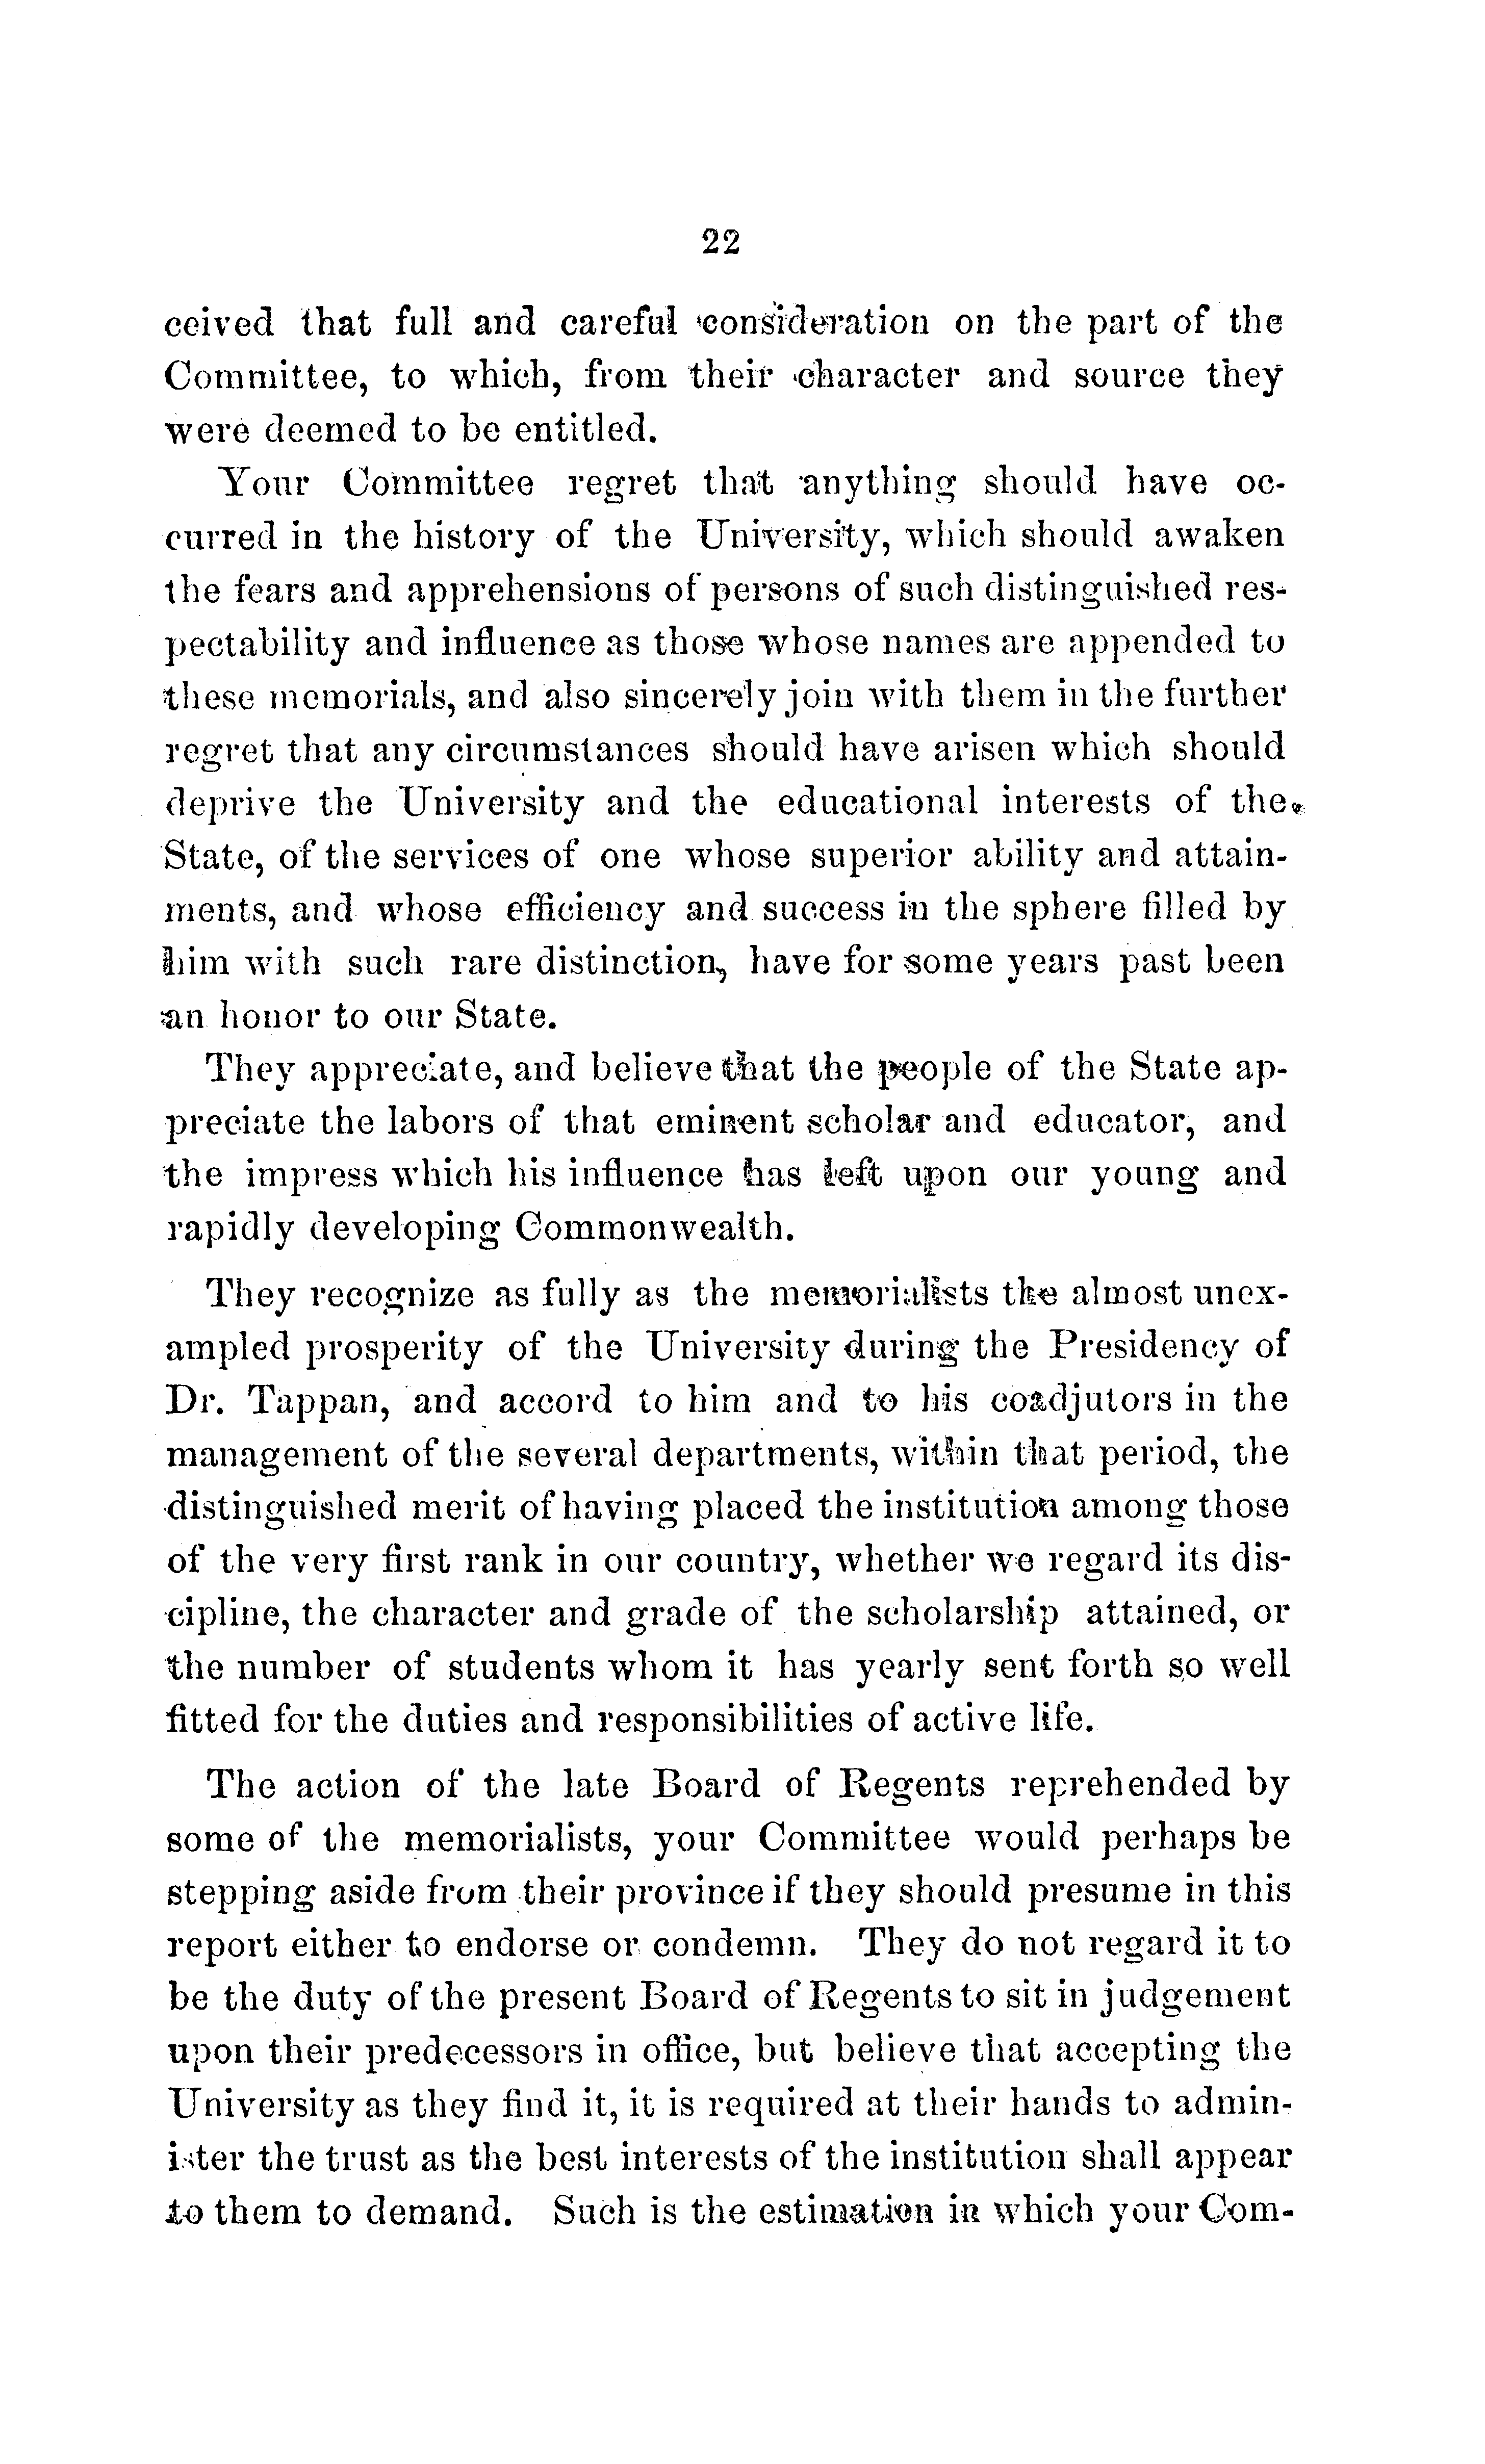 22
ceived that full and careful consideration on the part of the
Committee, to which, from their character and source they
were deemed to be entitled.
Your Committee regret that anything should have oc-
curred in the history of the University, which should awaken
the fears and apprehensions of persons of such distinguished res-
pectability and influence as those whose names are appended to
these memorials, and also sincerely join with them in the further
regret that any circumstances should have arisen which should
deprive the University and the educational interests of the
State, of the services of one whose superior ability and attain-
ments, and whose efficiency and success in the sphere filled by
him with such rare distinction, have for some years past been
an honor to our State.
They appreciate, and believe that the people of the State ap-
preciate the labors of that eminent scholar and educator, and
the impress which his influence has left upon our young and
rapidly developing Commonwealth.
They recognize as fully as the memorialists the almost unex-
ampled prosperity of the University during the Presidency of
Dr. Tappan, and accord to him and to his coadjutors in the
management of the several departments, within that period, the
distinguished merit of having placed the institution among those
of the very first rank in our country, whether we regard its dis-
cipline, the character and grade of the scholarship attained, or
the number of students whom it has yearly sent forth so well
fitted for the duties and responsibilities of active life.
The action of the late Board of Regents reprehended by
some of the memorialists, your Committee would perhaps be
stepping aside from their province if they should presume in this
report either to endorse or condemn. They do not regard it to
be the duty of the present Board of Regents to sit in judgement
upon their predecessors in office, but believe that accepting the
University as they find it, it is required at their hands to admin-
ister the trust as the best interests of the institution shall appear
to them to demand. Such is the estimation in which your Com-